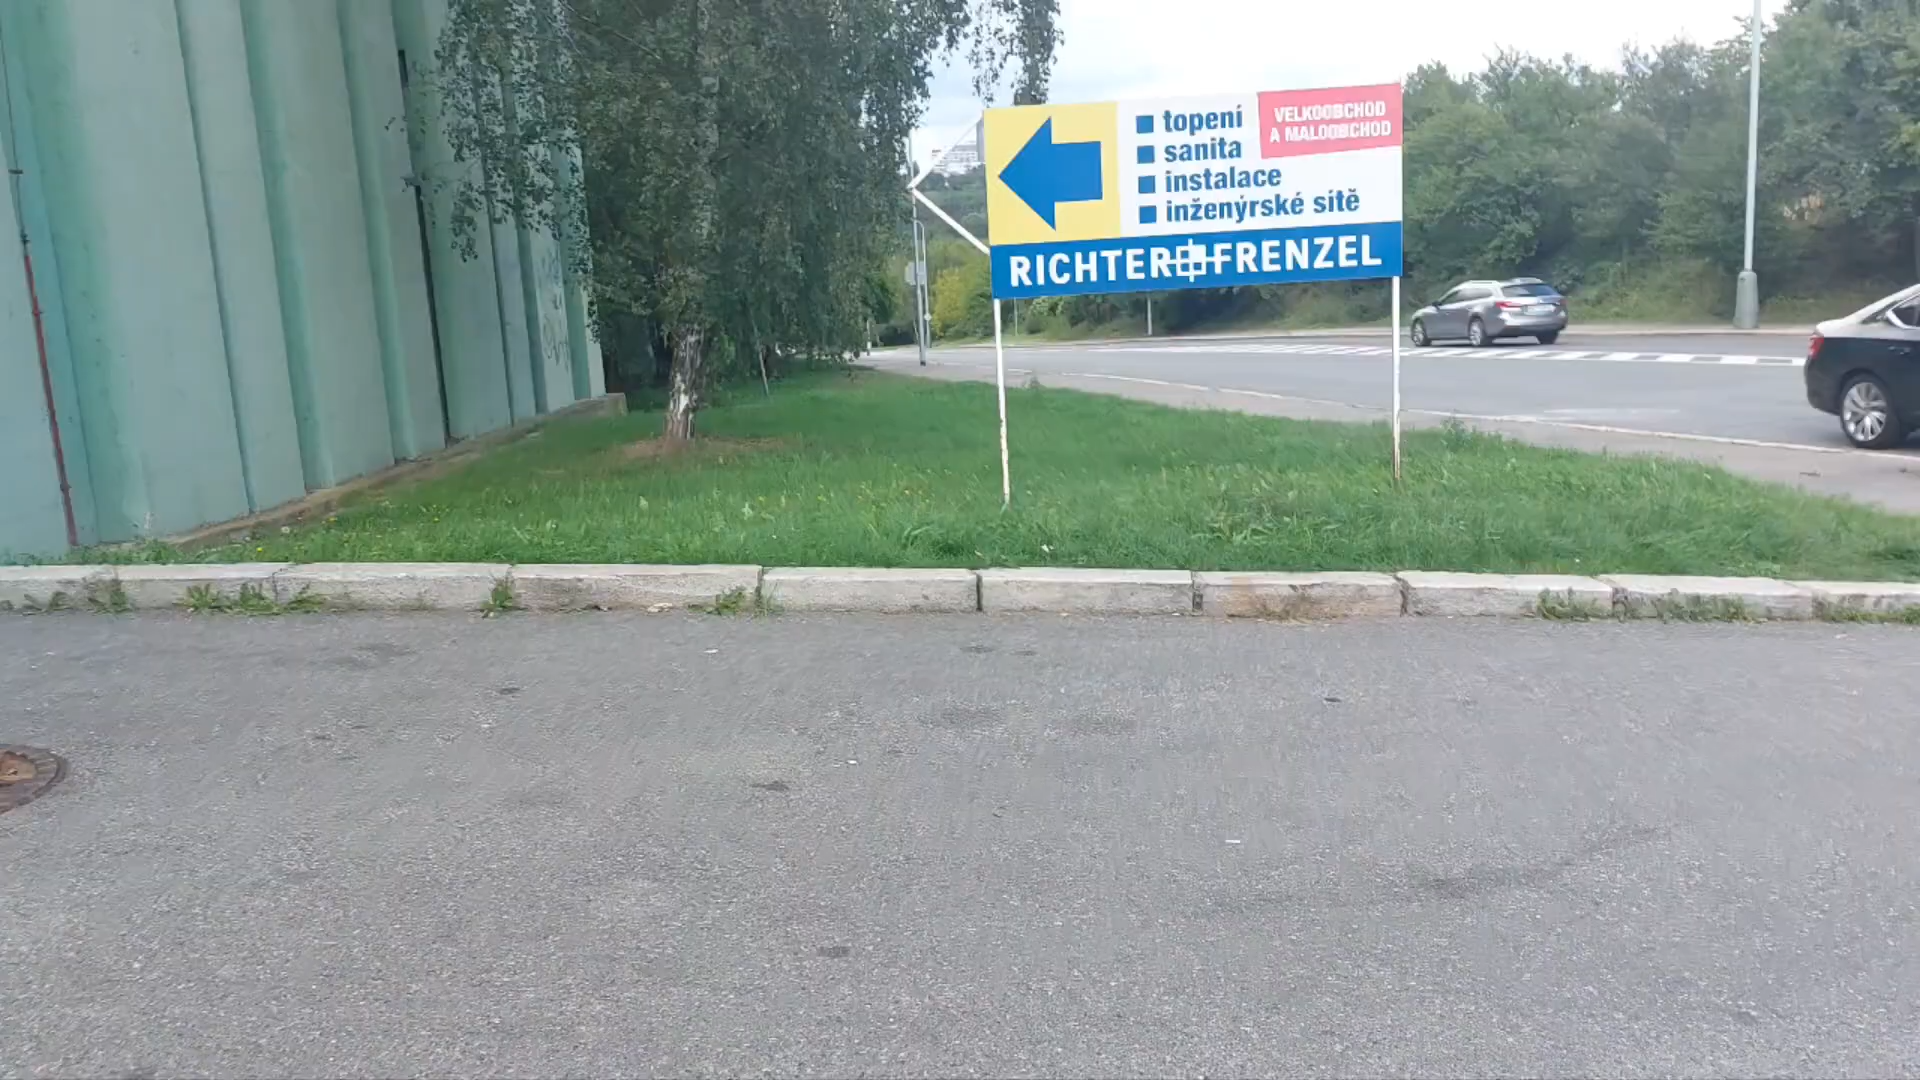 topení
sanita
instalace
inženýrské sítě
VELKOOBCHOD
A MALOOBCHOD
RICHTER+FRENZEL